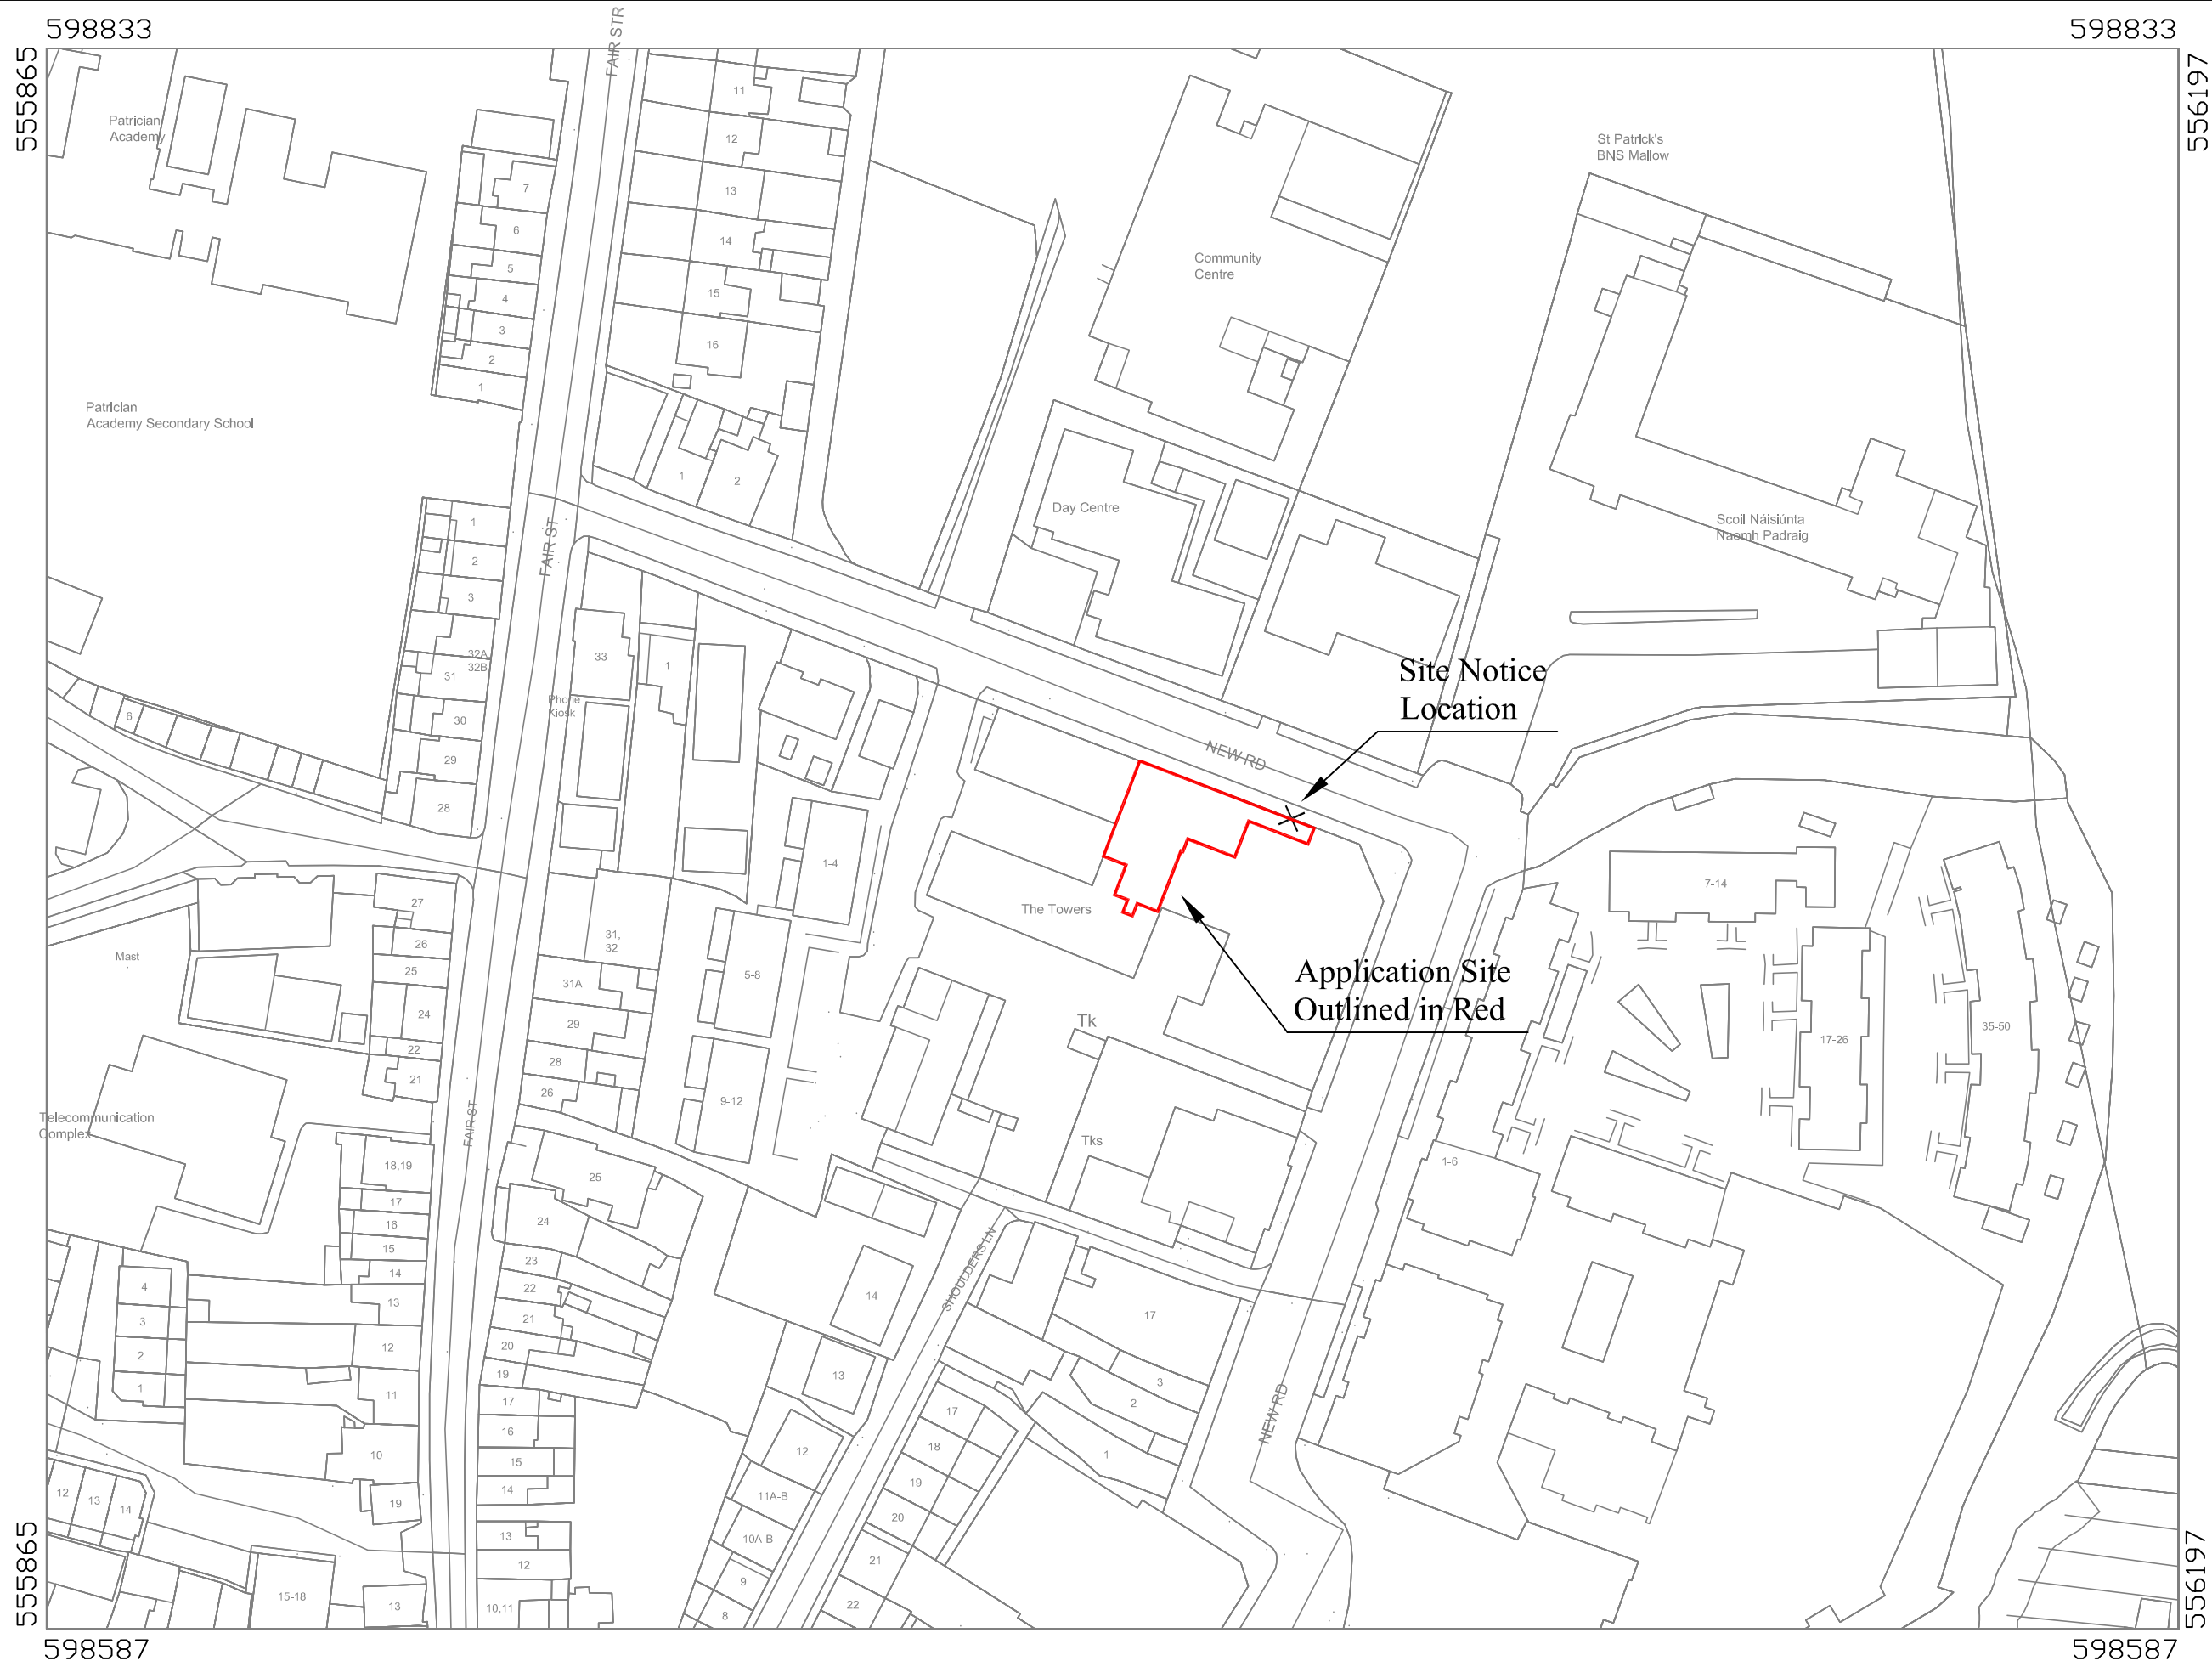 598833
598833
555865
556197
FAIR STR
Patrician
Academy
11
12
13
14
15
16
7
6
5
4
3
2
1
St Patrick's
BNS Mallow
Community
Centre
Patrician
Academy Secondary School
1
2
Day Centre
Scoil Náisiúnta
Naomh Padraig
FAIR ST
1
2
3
32A
32B
31
30
29
28
33
1
Phone
Kiosk
6
Site Notice
Location
NEW RD
1-4
The Towers
7-14
27
26
25
24
22
21
Mast
31,
32
31A
29
28
26
5-8
9-12
Application Site
Outlined in Red
Tk
Tks
17-26
35-50
1-6
Telecommunication
Complex
FAIR ST
18,19
17
16
15
14
13
12
11
10
19
25
24
23
22
21
20
19
17
16
15
14
13
12
10,11
4
3
2
1
12
13
14
15-18
13
14
13
12
11A-B
10A-B
9
8
SHOULDERS LN
17
3
2
1
17
18
19
20
21
22
NEW RD
555865
556197
598587
598587